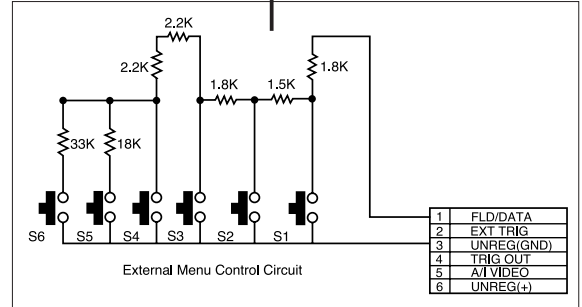 2.2K
2.2K
1.8K
1.8K
1.5K
33K
18K
S6
S5
S4
S3
S2
S1
1 FLD/DATA
2 EXT TRIG
3 UNREG(GND)
4 TRIG OUT
5 A/I VIDEO
6 UNREG(+)
External Menu Control Circuit